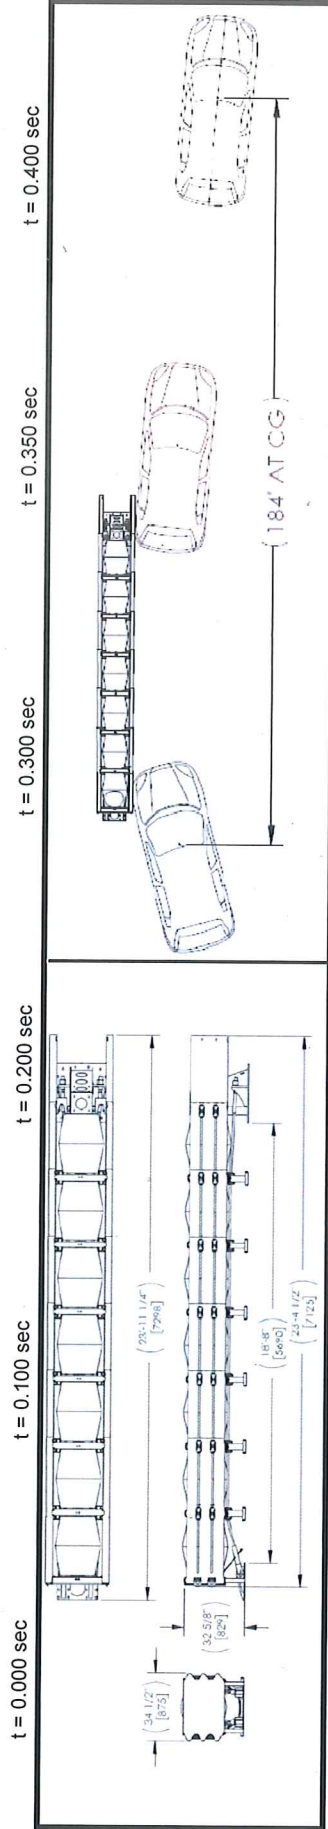 t = 0.000 sec
t = 0.100 sec
t = 0.200 sec
t = 0.300 sec
t = 0.350 sec
t = 0.400 sec
34 1/2"
[875]
32 5/8"
[829]
23'-11 1/4"
[7298]
18'-8"
[5690]
23'-4 1/2"
[7125]
(184' AT CG)